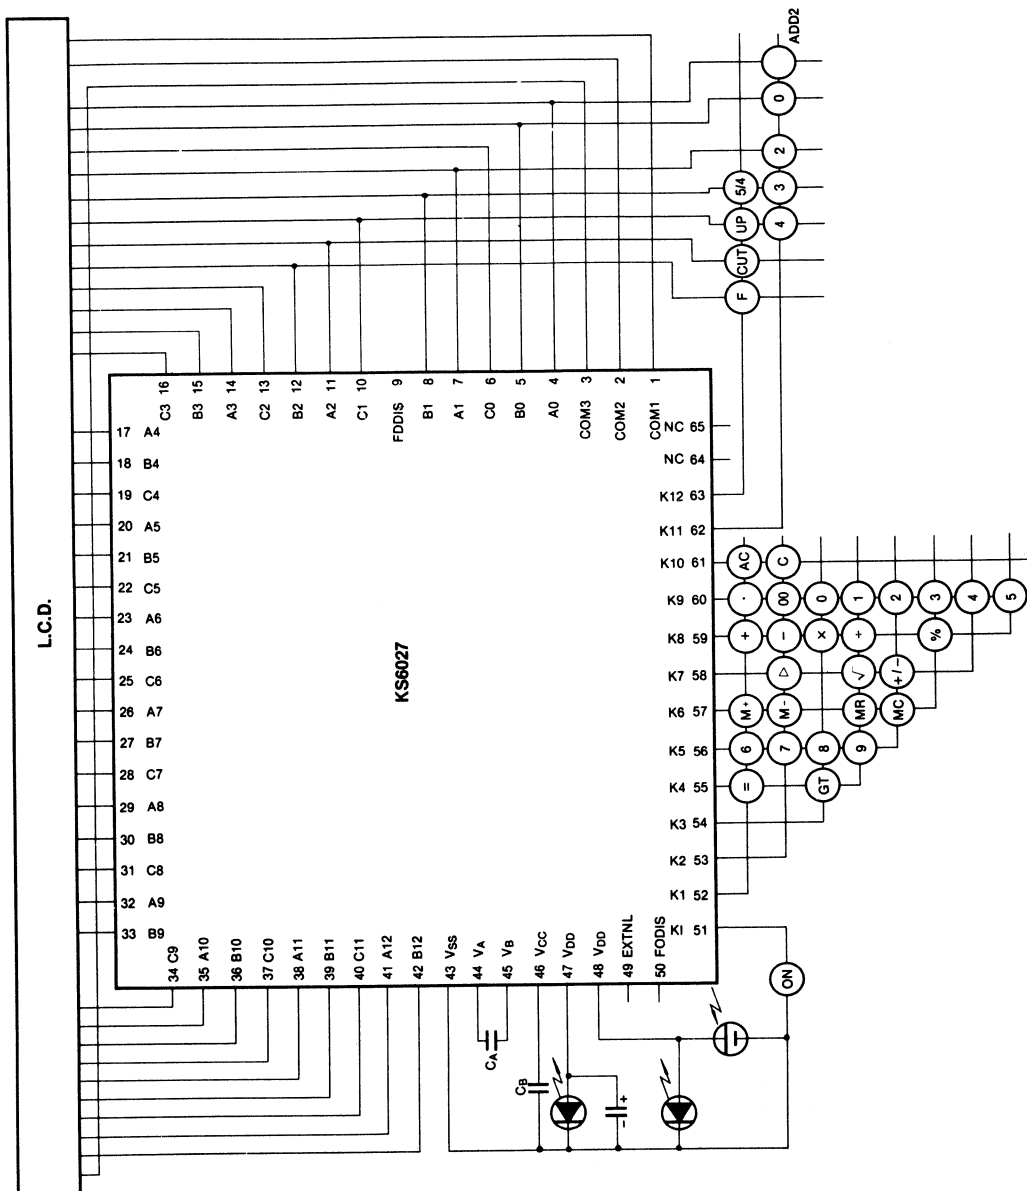 L.C.D.
ADD2
0
2
3
4
5/4
UP
CUT
F
C3 16
B3 15
A3 14
C2 13
B2 12
A2 11
C1 10
FDDIS 9
B1 8
A1 7
C0 6
B0 5
A0 4
COM3 3
COM2 2
COM1 1
17 A4
18 B4
19 C4
20 A5
21 B5
22 C5
23 A6
24 B6
25 C6
26 A7
27 B7
28 C7
29 A8
30 B8
31 C8
32 A9
33 B9
KS6027
NC 65
NC 64
K12 63
K11 62
K10 61
K9 60
K8 59
K7 58
K6 57
K5 56
K4 55
K3 54
K2 53
K1 52
KI 51
AC C
· 00 0 1 2 3 4 5
+ − × ÷ %
▷ √ +/−
M+ M− MR MC
6 7 8 9
= GT
34 C9
35 A10
36 B10
37 C10
38 A11
39 B11
40 C11
41 A12
42 B12
43 VSS
44 VA
45 VB
46 VCC
47 VDD
48 VDD
49 EXTNL
50 FODIS
ON
CA
CB
− +